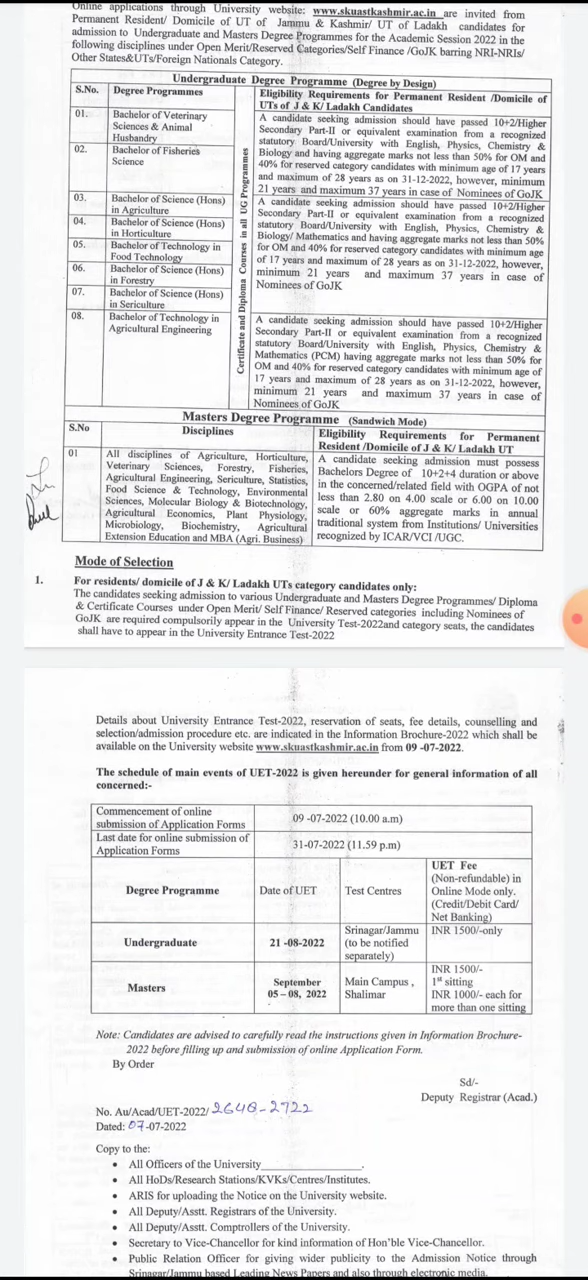 Online applications through University website: www.skuastkashmir.ac.in are invited from
Permanent Resident/ Domicile of UT of Jammu & Kashmir/ UT of Ladakh candidates for
admission to Undergraduate and Masters Degree Programmes for the Academic Session 2022 in the
following disciplines under Open Merit/Reserved Categories/Self Finance /GoJK barring NRI-NRIs/
Other States&UTs/Foreign Nationals Category.
Undergraduate Degree Programme (Degree by Design)
S.No. Degree Programmes
Eligibility Requirements for Permanent Resident /Domicile of
UTs of J & K/ Ladakh Candidates
Certificate and Diploma Courses in all UG Programmes
01. Bachelor of Veterinary
Sciences & Animal
Husbandry
02. Bachelor of Fisheries
Science
A candidate seeking admission should have passed 10+2/Higher
Secondary Part-II or equivalent examination from a recognized
statutory Board/University with English, Physics, Chemistry &
Biology and having aggregate marks not less than 50% for OM and
40% for reserved category candidates with minimum age of 17 years
and maximum of 28 years as on 31-12-2022, however, minimum
21 years and maximum 37 years in case of Nominees of GoJK
03. Bachelor of Science (Hons)
in Agriculture
04. Bachelor of Science (Hons)
in Horticulture
05. Bachelor of Technology in
Food Technology
06. Bachelor of Science (Hons)
in Forestry
07. Bachelor of Science (Hons)
in Sericulture
A candidate seeking admission should have passed 10+2/Higher
Secondary Part-II or equivalent examination from a recognized
statutory Board/University with English, Physics, Chemistry &
Biology/ Mathematics and having aggregate marks not less than 50%
for OM and 40% for reserved category candidates with minimum age
of 17 years and maximum of 28 years as on 31-12-2022, however,
minimum 21 years and maximum 37 years in case of
Nominees of GoJK
08. Bachelor of Technology in
Agricultural Engineering
A candidate seeking admission should have passed 10+2/Higher
Secondary Part-II or equivalent examination from a recognized
statutory Board/University with English, Physics, Chemistry &
Mathematics (PCM) having aggregate marks not less than 50% for
OM and 40% for reserved category candidates with minimum age of
17 years and maximum of 28 years as on 31-12-2022, however,
minimum 21 years and maximum 37 years in case of
Nominees of GoJK
Masters Degree Programme (Sandwich Mode)
S.No Disciplines
Eligibility Requirements for Permanent
Resident /Domicile of J & K/ Ladakh UT
01 All disciplines of Agriculture, Horticulture,
Veterinary Sciences, Forestry, Fisheries,
Agricultural Engineering, Sericulture, Statistics,
Food Science & Technology, Environmental
Sciences, Molecular Biology & Biotechnology,
Agricultural Economics, Plant Physiology,
Microbiology, Biochemistry, Agricultural
Extension Education and MBA (Agri. Business)
A candidate seeking admission must possess
Bachelors Degree of 10+2+4 duration or above
in the concerned/related field with OGPA of not
less than 2.80 on 4.00 scale or 6.00 on 10.00
scale or 60% aggregate marks in annual
traditional system from Institutions/ Universities
recognized by ICAR/VCI /UGC.
Mode of Selection
1. For residents/ domicile of J & K/ Ladakh UTs category candidates only:
The candidates seeking admission to various Undergraduate and Masters Degree Programmes/ Diploma
& Certificate Courses under Open Merit/ Self Finance/ Reserved categories including Nominees of
GoJK are required compulsorily appear in the University Test-2022and category seats, the candidates
shall have to appear in the University Entrance Test-2022
Details about University Entrance Test-2022, reservation of seats, fee details, counselling and
selection/admission procedure etc. are indicated in the Information Brochure-2022 which shall be
available on the University website www.skuastkashmir.ac.in from 09 -07-2022.
The schedule of main events of UET-2022 is given hereunder for general information of all
concerned:-
Commencement of online
submission of Application Forms
09 -07-2022 (10.00 a.m)
Last date for online submission of
Application Forms
31-07-2022 (11.59 p.m)
Degree Programme Date of UET Test Centres
UET Fee
(Non-refundable) in
Online Mode only.
(Credit/Debit Card/
Net Banking)
Undergraduate 21 -08-2022
Srinagar/Jammu
(to be notified
separately)
INR 1500/-only
Masters
September
05 – 08, 2022
Main Campus ,
Shalimar
INR 1500/-
1st sitting
INR 1000/- each for
more than one sitting
Note: Candidates are advised to carefully read the instructions given in Information Brochure-
2022 before filling up and submission of online Application Form.
By Order
Sd/-
Deputy Registrar (Acad.)
No. Au/Acad/UET-2022/ 2648-2722
Dated: 07-07-2022
Copy to the:
• All Officers of the University.
• All HoDs/Research Stations/KVKs/Centres/Institutes.
• ARIS for uploading the Notice on the University website.
• All Deputy/Asstt. Registrars of the University.
• All Deputy/Asstt. Comptrollers of the University.
• Secretary to Vice-Chancellor for kind information of Hon'ble Vice-Chancellor.
• Public Relation Officer for giving wider publicity to the Admission Notice through
Srinagar/Jammu based Leading News Papers and also through electronic media.